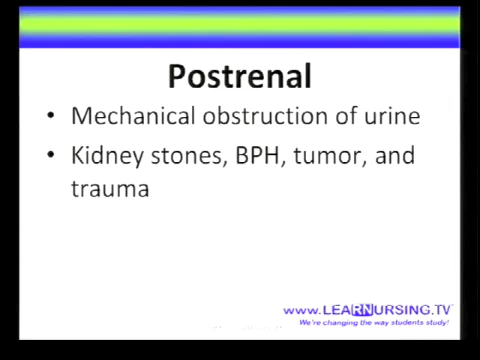 Postrenal
• Mechanical obstruction of urine
• Kidney stones, BPH, tumor, and
trauma
www.LEARNURSING.TV
We're changing the way students study!